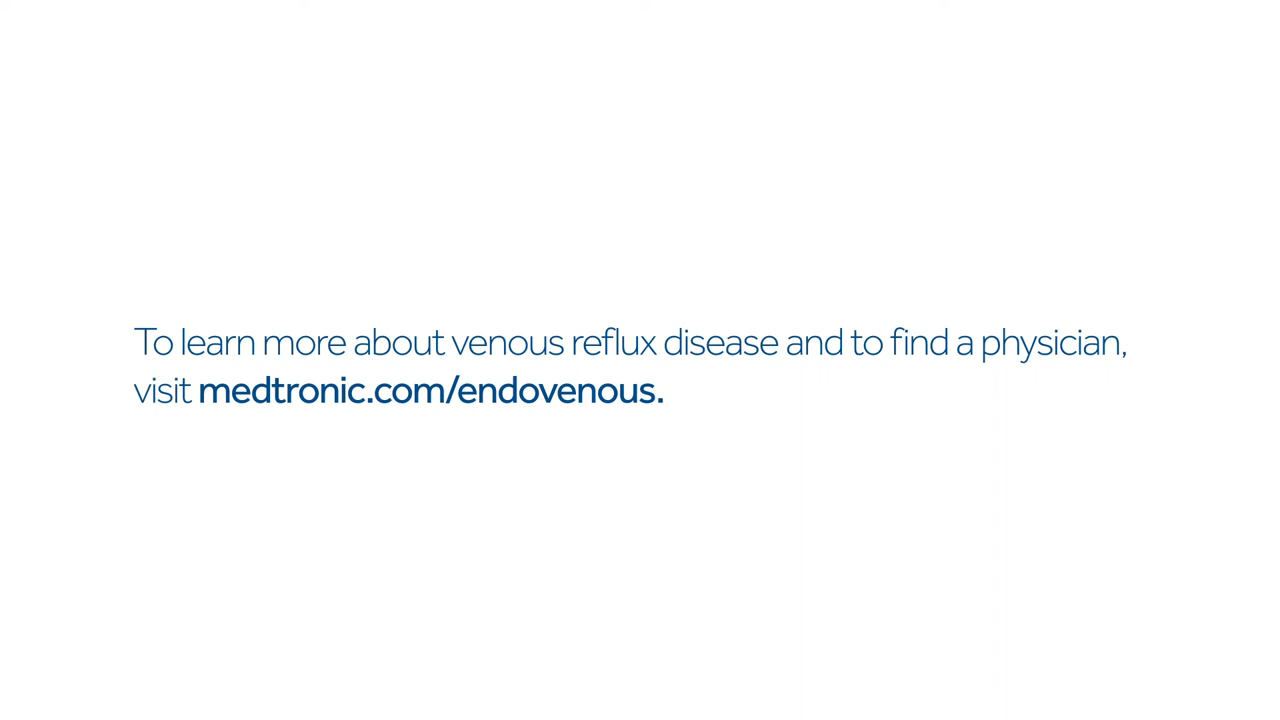 To learn more about venous reflux disease and to find a physician,
visit medtronic.com/endovenous.